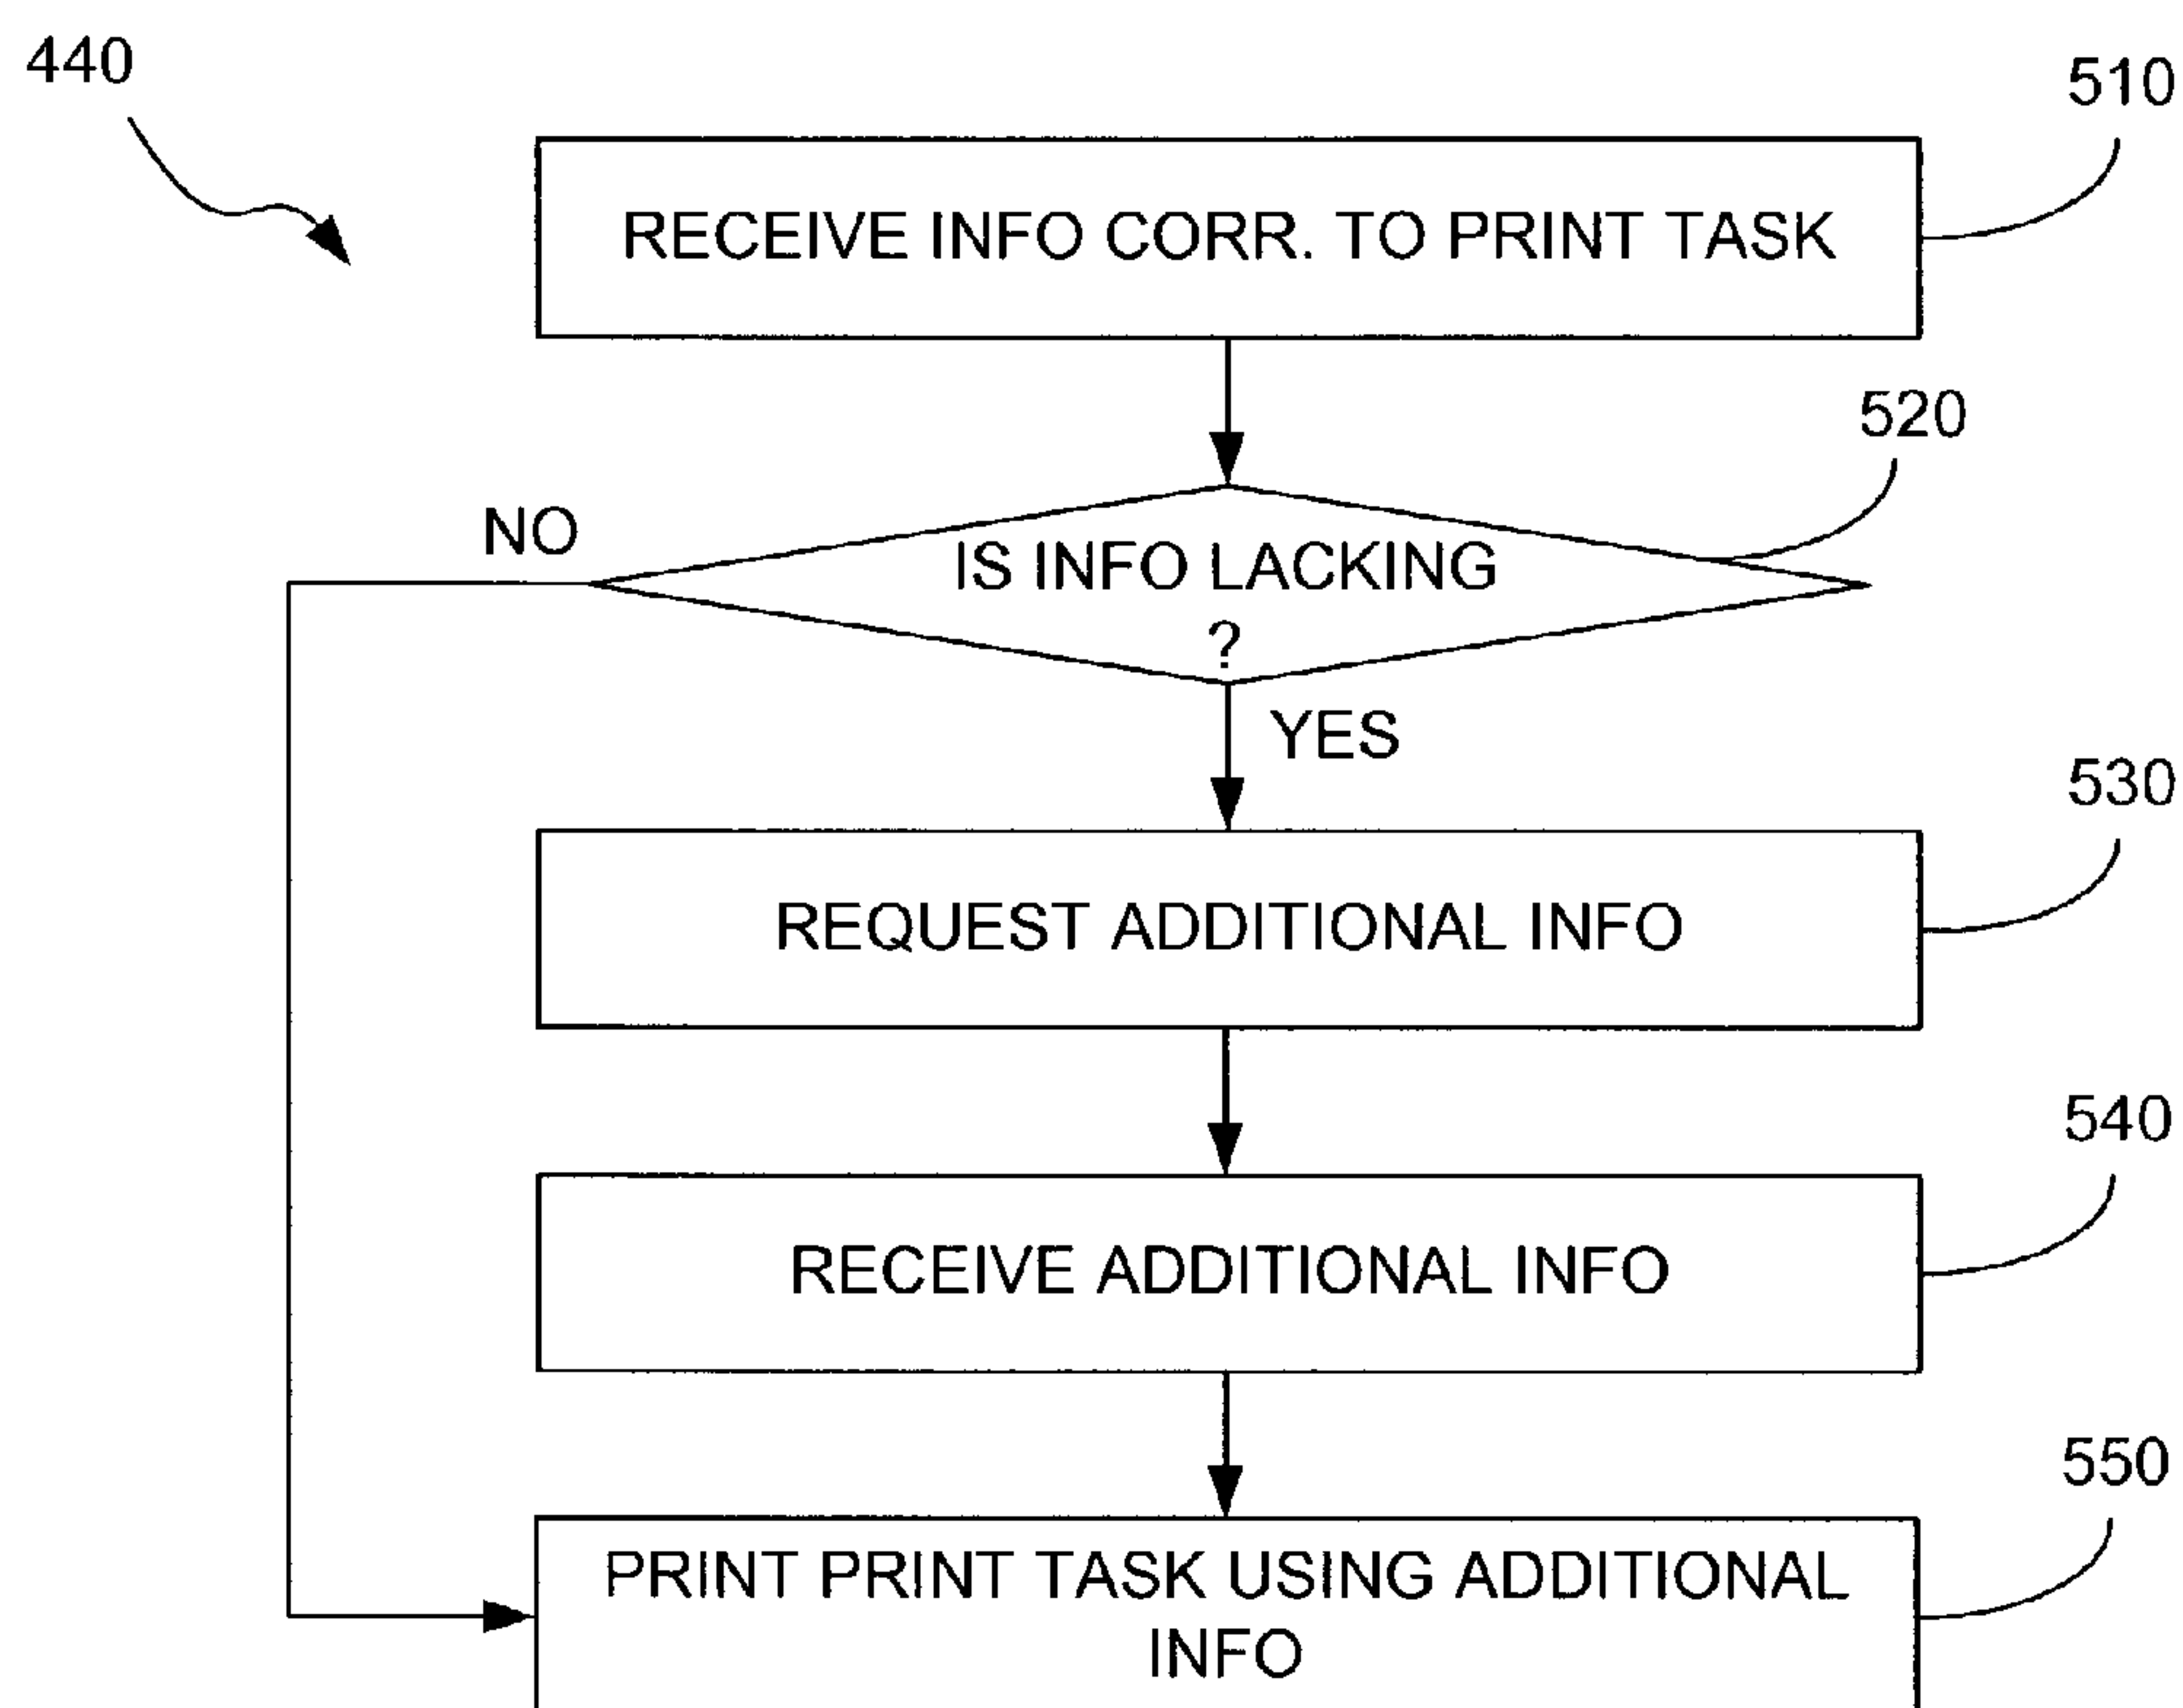 440
510
RECEIVE INFO CORR. TO PRINT TASK
520
NO
IS INFO LACKING
?
YES
530
REQUEST ADDITIONAL INFO
540
RECEIVE ADDITIONAL INFO
550
PRINT PRINT TASK USING ADDITIONAL
INFO